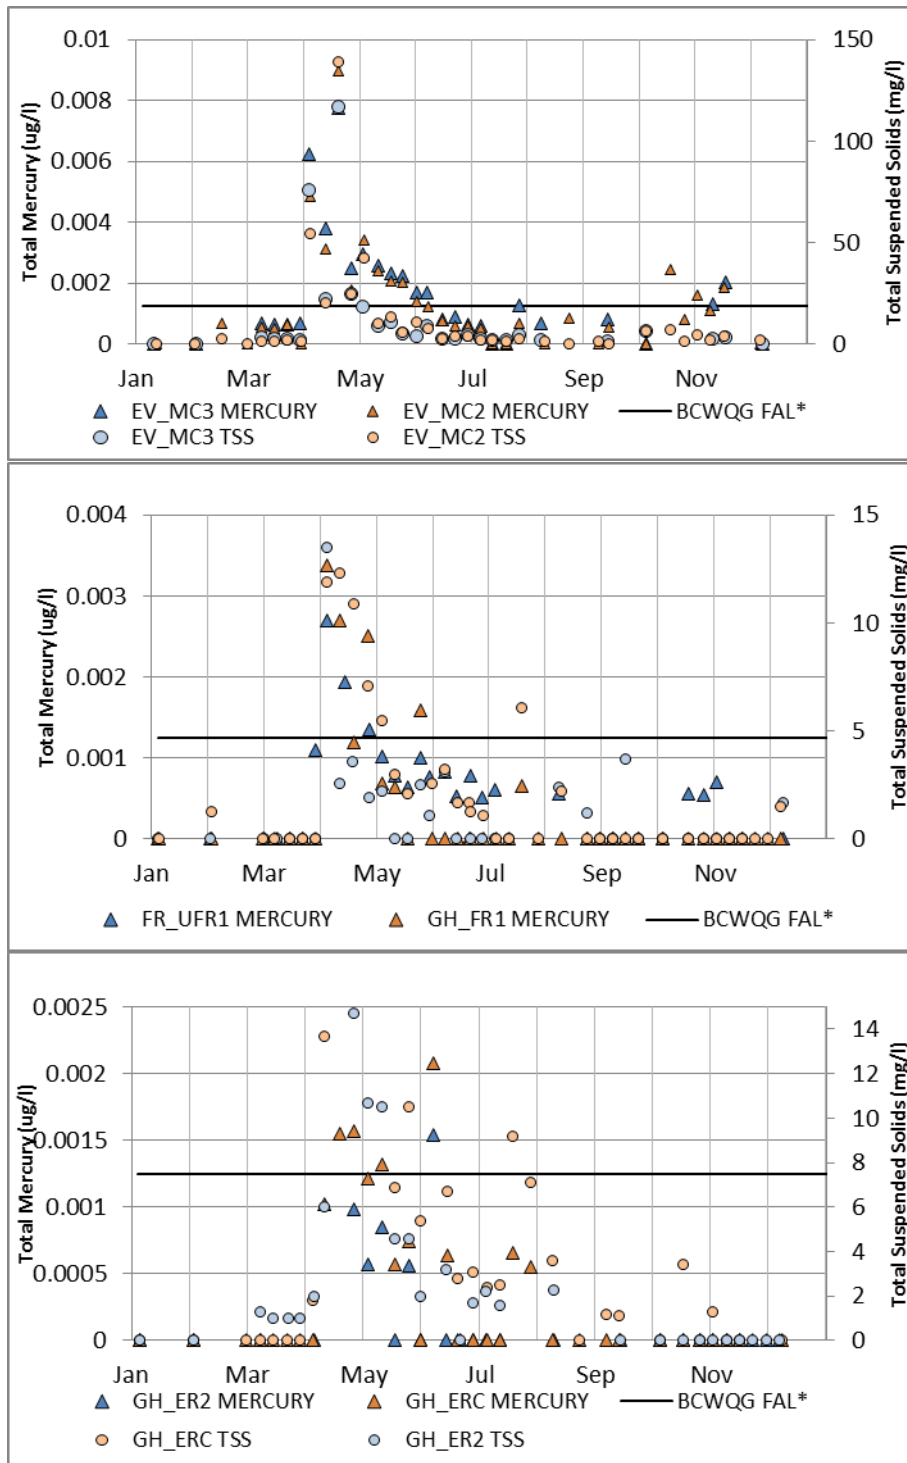 Total Mercury (ug/l)
0.01
0.008
0.006
0.004
0.002
0
150
100
50
0
Total Suspended Solids (mg/l)
Jan Mar May Jul Sep Nov
EV_MC3 MERCURY EV_MC2 MERCURY BCWQG FAL*
EV_MC3 TSS EV_MC2 TSS
Total Mercury (ug/l)
0.004
0.003
0.002
0.001
0
15
10
5
0
Total Suspended Solids (mg/l)
Jan Mar May Jul Sep Nov
FR_UFR1 MERCURY GH_FR1 MERCURY BCWQG FAL*
Total Mercury (ug/l)
0.0025
0.002
0.0015
0.001
0.0005
0
14
12
10
8
6
4
2
0
Total Suspended Solids (mg/l)
Jan Mar May Jul Sep Nov
GH_ER2 MERCURY GH_ERC MERCURY BCWQG FAL*
GH_ERC TSS GH_ER2 TSS